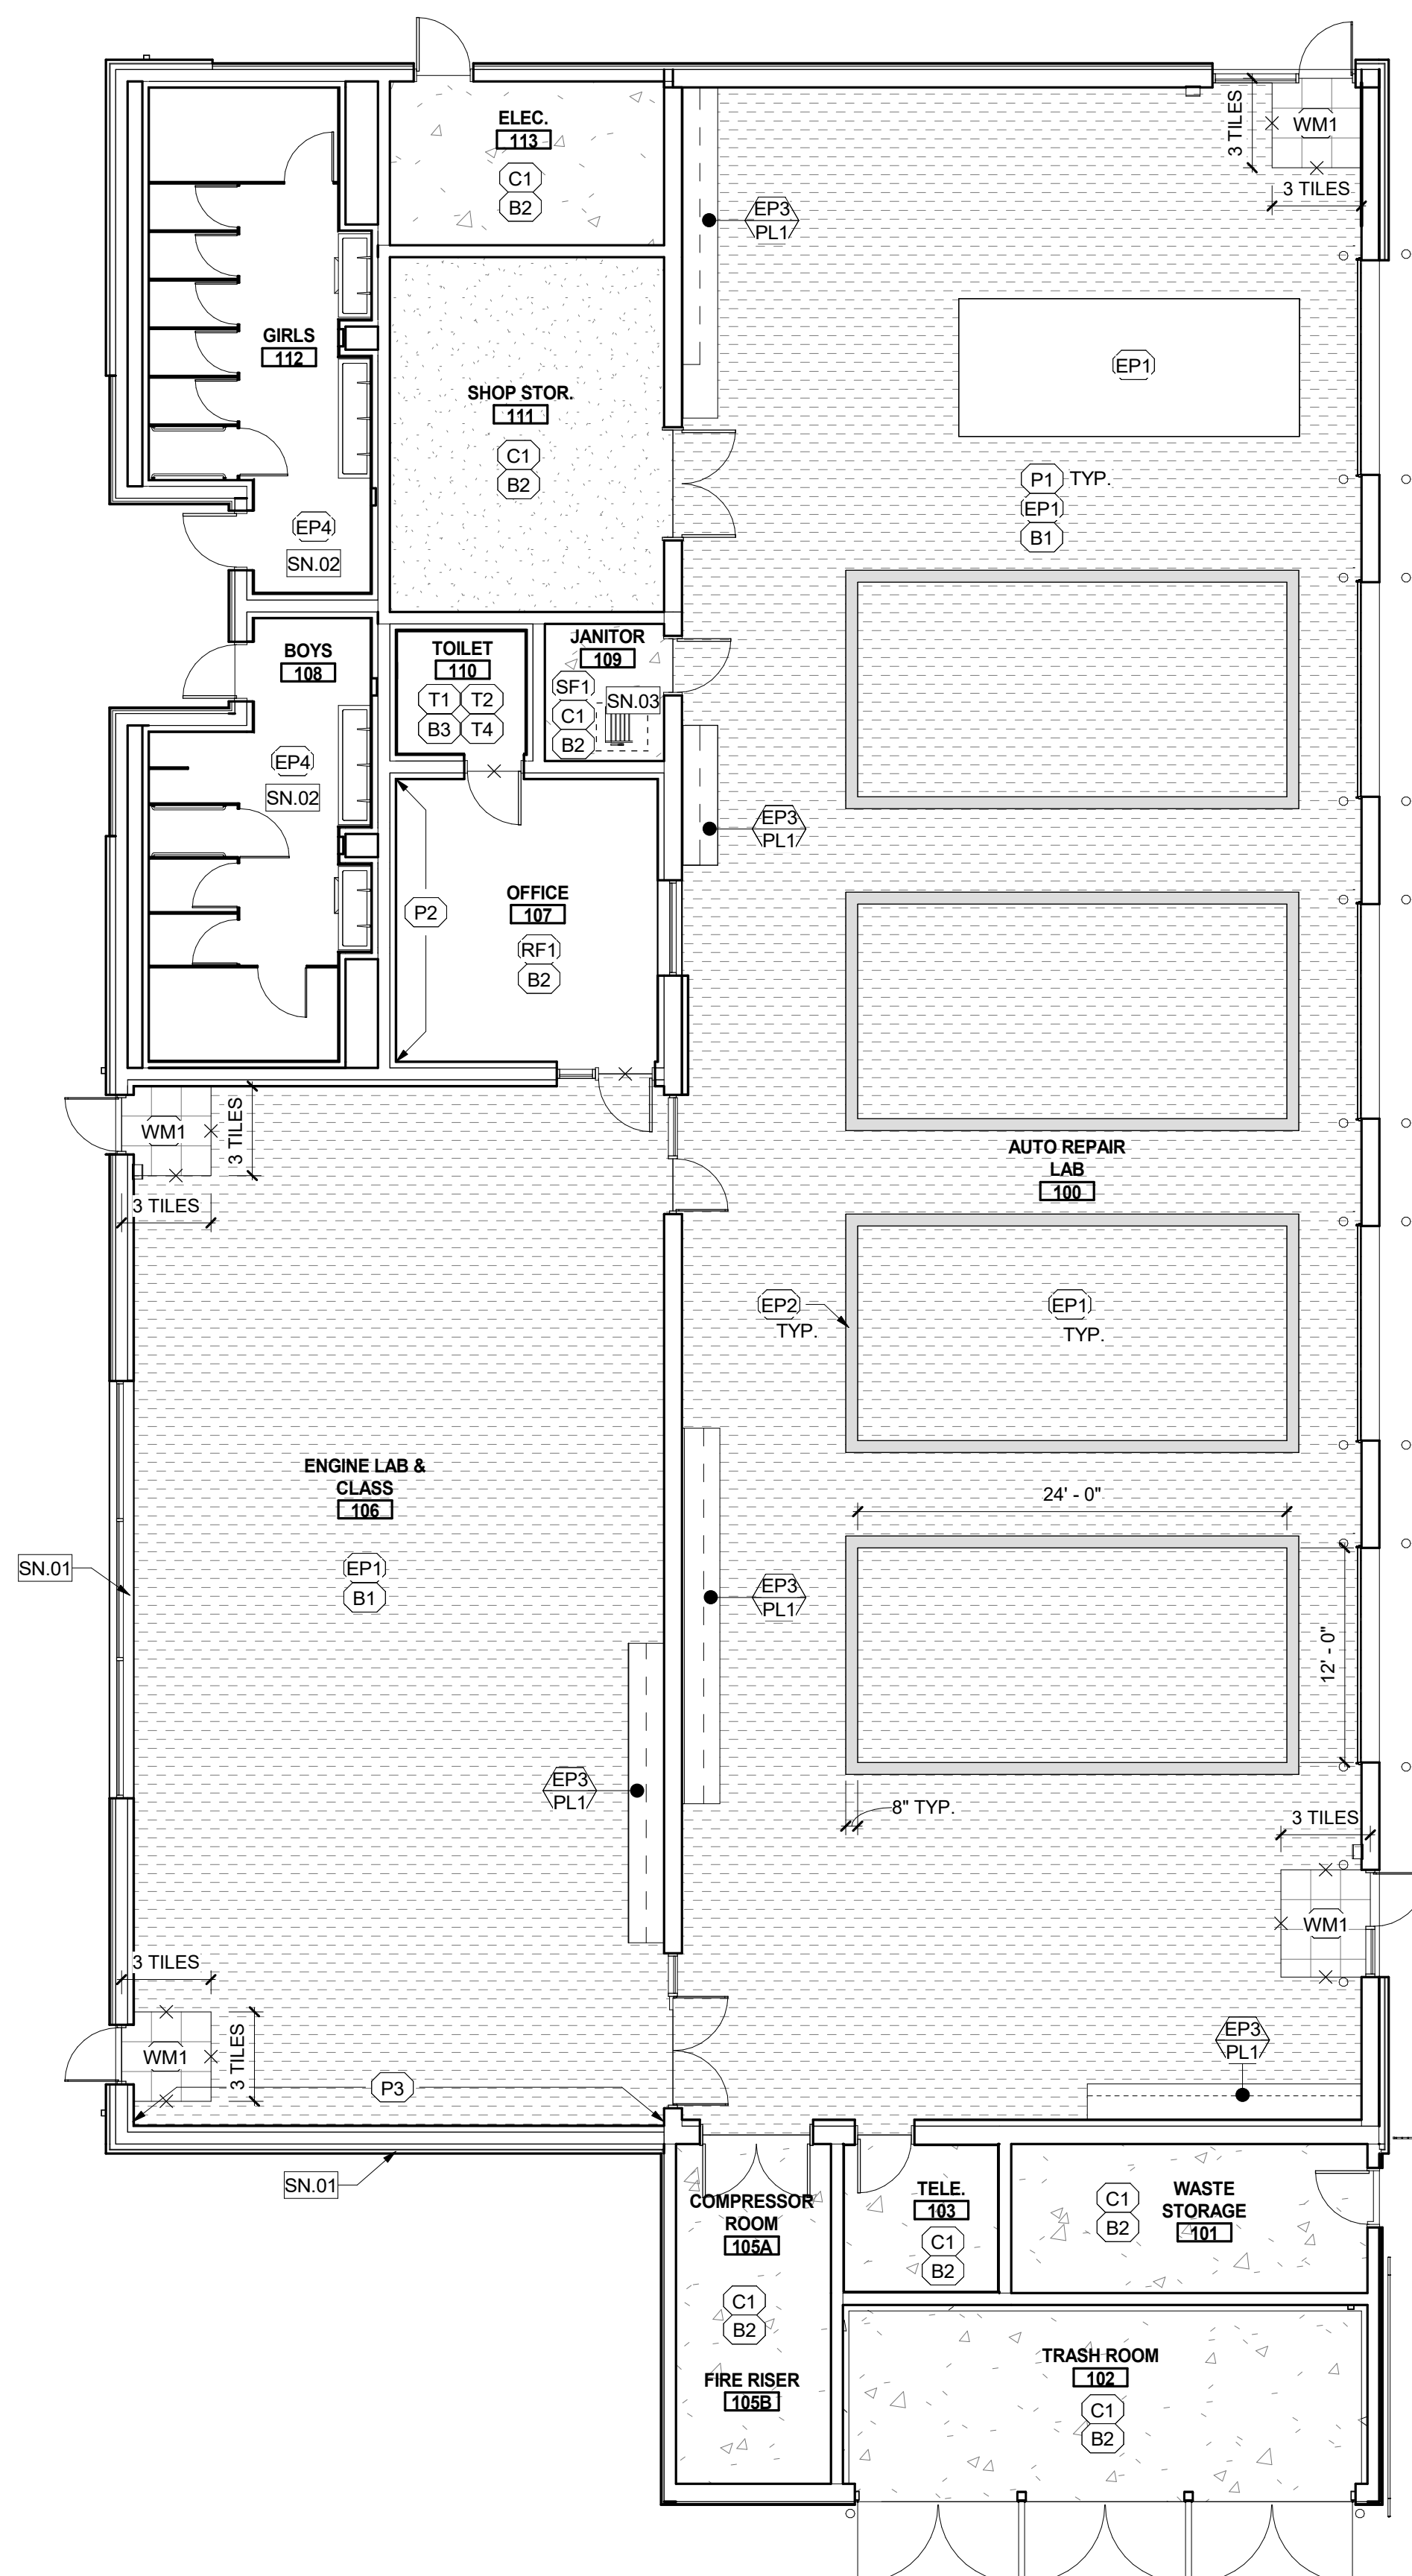 ELEC.
113
C1
B2
3 TILES
WM1
3 TILES
EP3
PL1
GIRLS
112
EP1
SHOP STOR.
111
C1
B2
P1 TYP.
EP1
B1
EP4
SN.02
BOYS
108
TOILET
110
T1 T2
B3 T4
JANITOR
109
SF1
SN.03
C1
B2
EP4
SN.02
EP3
PL1
P2
OFFICE
107
RF1
B2
WM1
3 TILES
3 TILES
AUTO REPAIR
LAB
100
EP2
TYP.
EP1
TYP.
ENGINE LAB &
CLASS
106
EP1
B1
SN.01
24' - 0"
EP3
PL1
12' - 0"
EP3
PL1
8" TYP.
3 TILES
WM1
3 TILES
WM1
3 TILES
P3
EP3
PL1
SN.01
COMPRESSOR
ROOM
105A
C1
B2
FIRE RISER
105B
TELE.
103
C1
B2
C1
B2
WASTE
STORAGE
101
TRASH ROOM
102
C1
B2